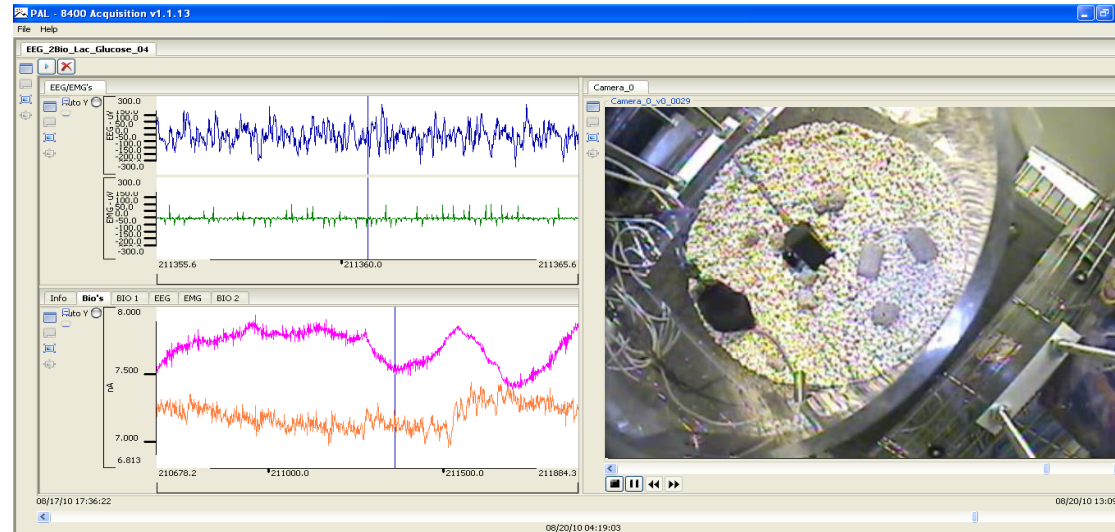 PAL - 8400 Acquisition v1.1.13
File Help
EEG_2Bio_Lac_Glucose_04
EEG/EMG's
Auto Y
300.0
150.0
100.0
50.0
0.0
-50.0
-100.0
-150.0
-200.0
-300.0
EEG - uV
300.0
150.0
100.0
50.0
0.0
-50.0
-100.0
-150.0
-200.0
-300.0
EMG - uV
211355.6 211360.0 211365.6
Info Bio's BIO 1 EEG EMG BIO 2
Auto Y
8.000
7.500
nA
7.000
6.813
210678.2 211000.0 211500.0 211884.3
Camera_0
Camera_0_v0_0029
08/17/10 17:36:22
08/20/10 13:09
08/20/10 04:19:03